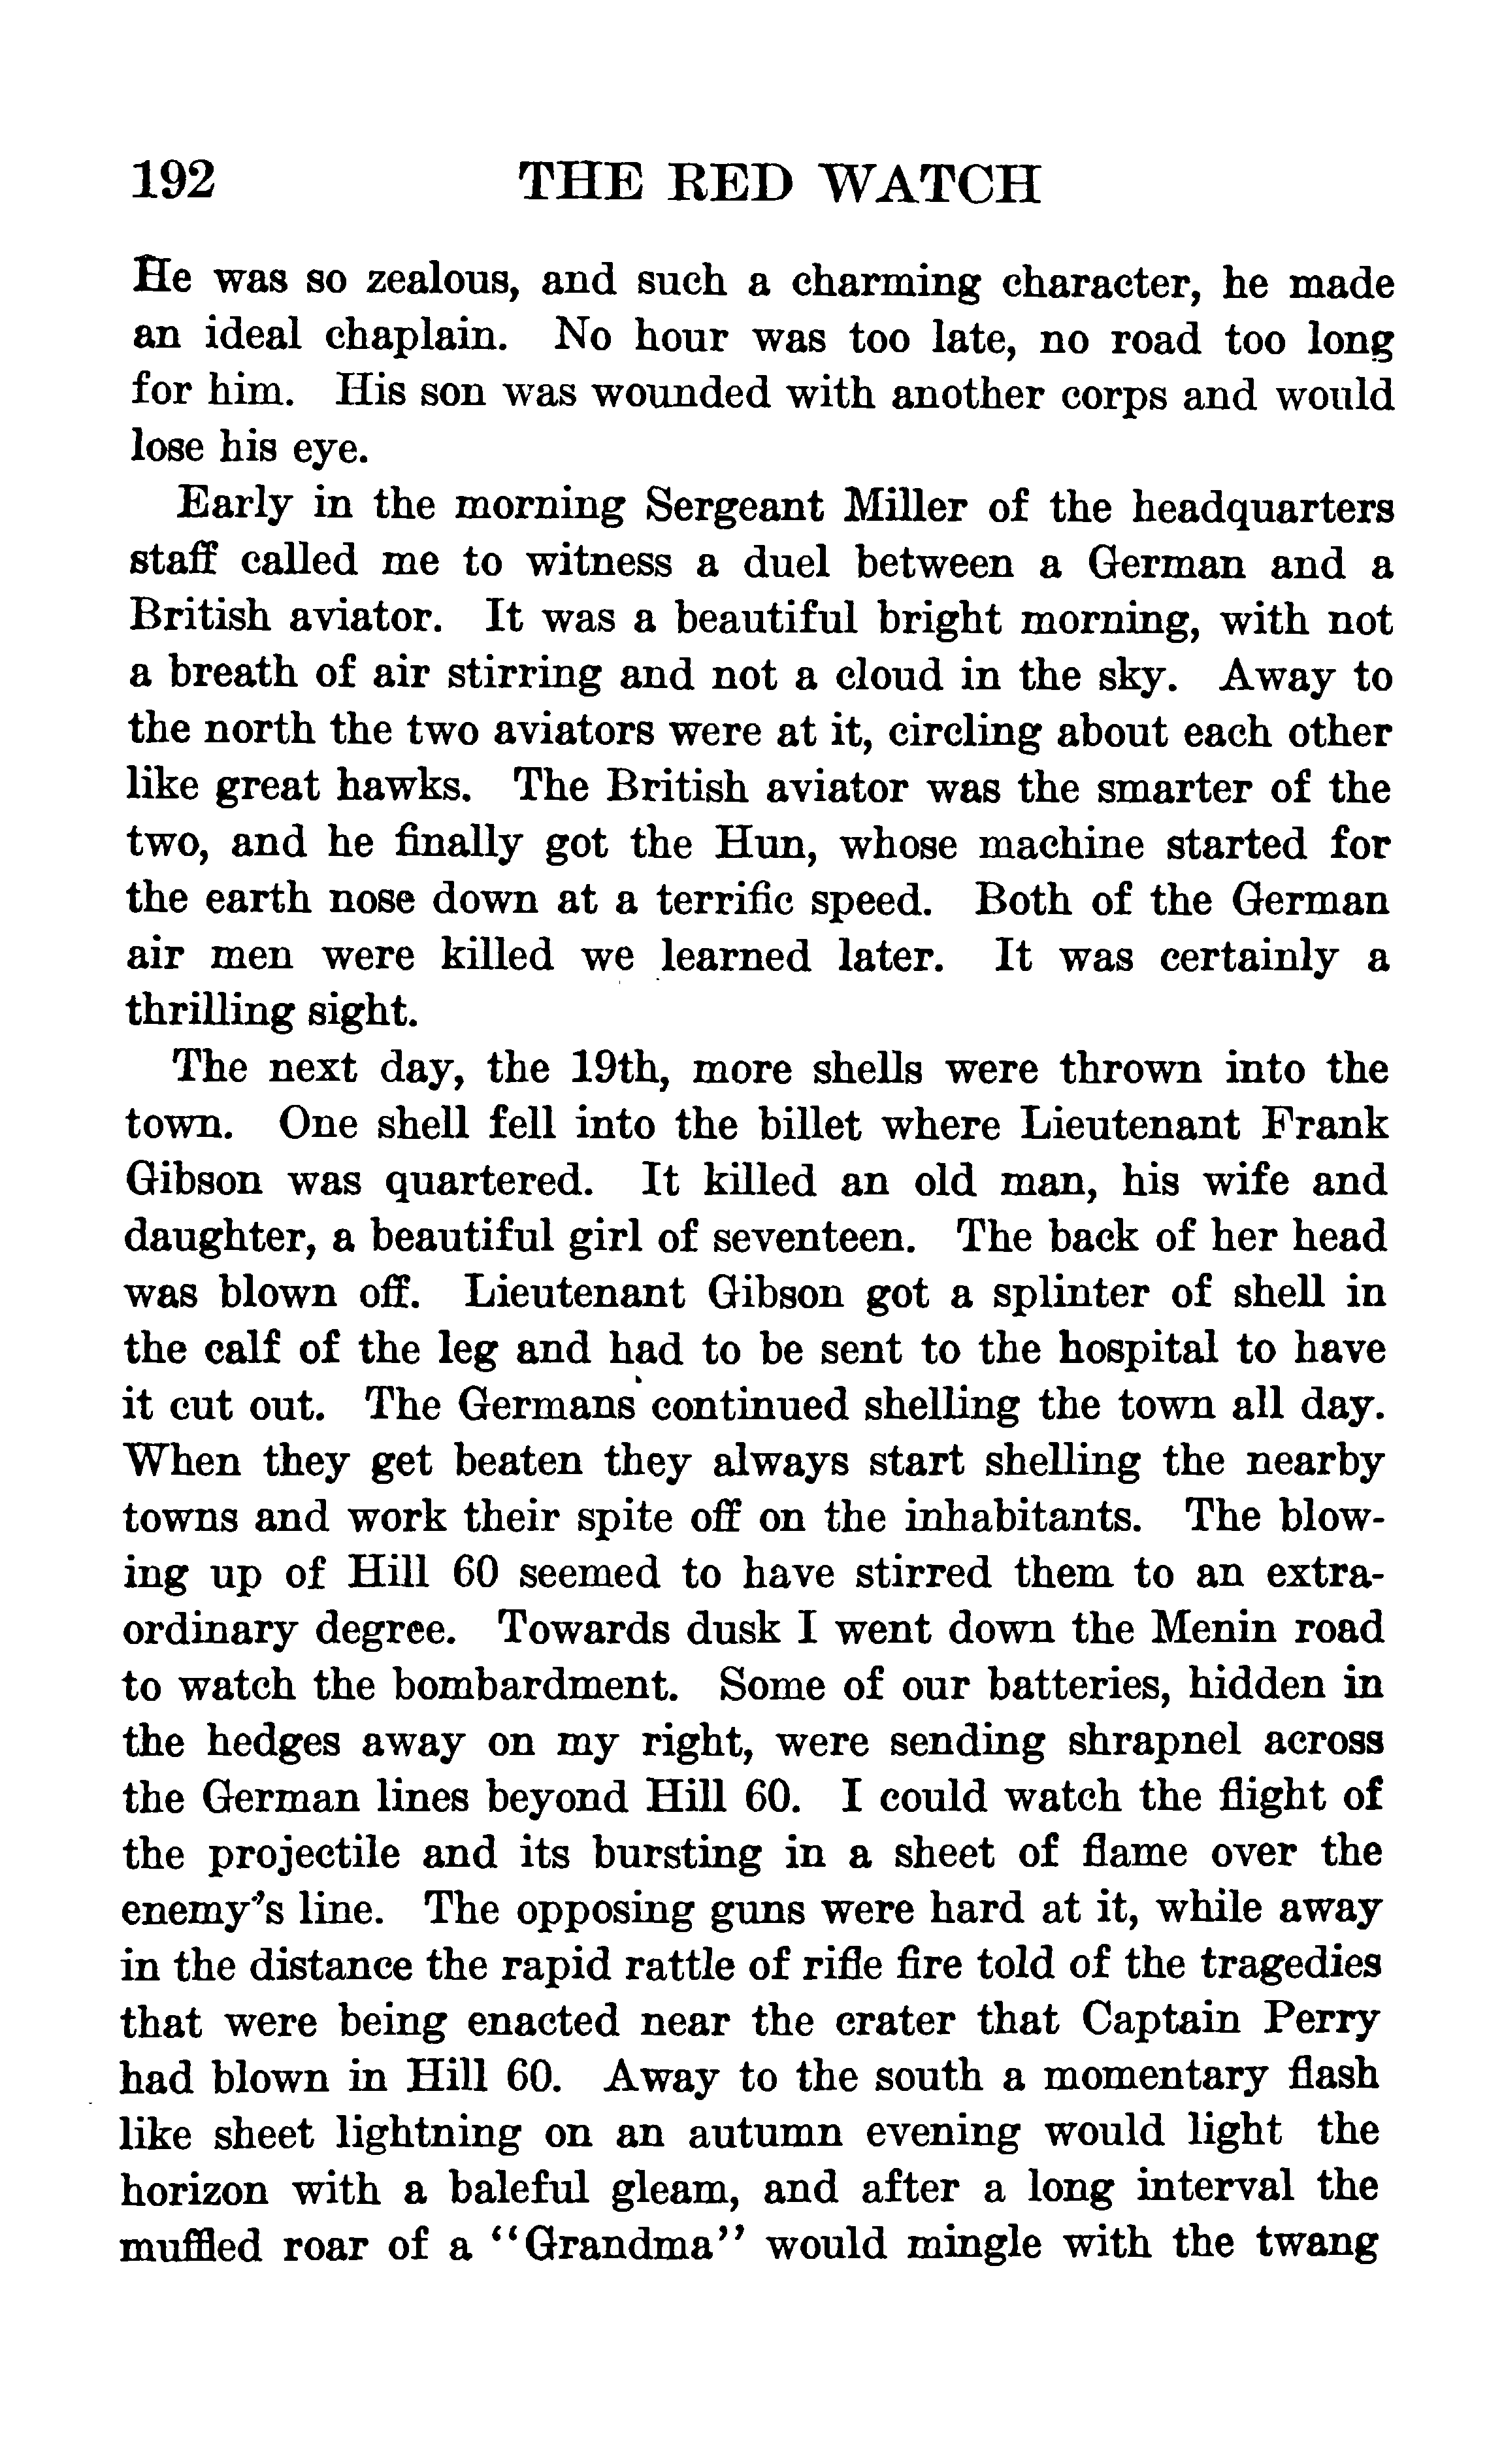 192 THE RED WATCH
He was so zealous, and such a charming character, he made
an ideal chaplain. No hour was too late, no road too long
for him. His son was wounded with another corps and would
lose his eye.
Early in the morning Sergeant Miller of the headquarters
staff called me to witness a duel between a German and a
British aviator. It was a beautiful bright morning, with not
a breath of air stirring and not a cloud in the sky. Away to
the north the two aviators were at it, circling about each other
like great hawks. The British aviator was the smarter of the
two, and he finally got the Hun, whose machine started for
the earth nose down at a terrific speed. Both of the German
air men were killed we learned later. It was certainly a
thrilling sight.
The next day, the 19th, more shells were thrown into the
town. One shell fell into the billet where Lieutenant Frank
Gibson was quartered. It killed an old man, his wife and
daughter, a beautiful girl of seventeen. The back of her head
was blown off. Lieutenant Gibson got a splinter of shell in
the calf of the leg and had to be sent to the hospital to have
it cut out. The Germans continued shelling the town all day.
When they get beaten they always start shelling the nearby
towns and work their spite off on the inhabitants. The blow-
ing up of Hill 60 seemed to have stirred them to an extra-
ordinary degree. Towards dusk I went down the Menin road
to watch the bombardment. Some of our batteries, hidden in
the hedges away on my right, were sending shrapnel across
the German lines beyond Hill 60. I could watch the flight of
the projectile and its bursting in a sheet of flame over the
enemy's line. The opposing guns were hard at it, while away
in the distance the rapid rattle of rifle fire told of the tragedies
that were being enacted near the crater that Captain Perry
had blown in Hill 60. Away to the south a momentary flash
like sheet lightning on an autumn evening would light the
horizon with a baleful gleam, and after a long interval the
muffled roar of a "Grandma" would mingle with the twang